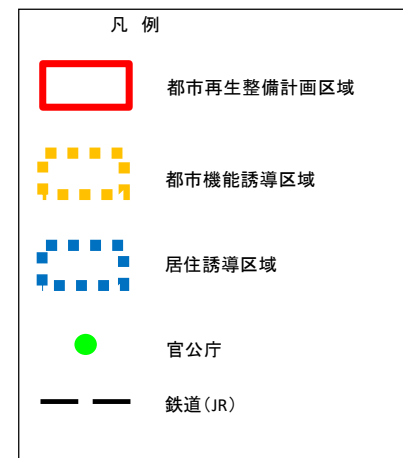 凡 例
都市再生整備計画区域
都市機能誘導区域
居住誘導区域
官公庁
鉄道(JR)